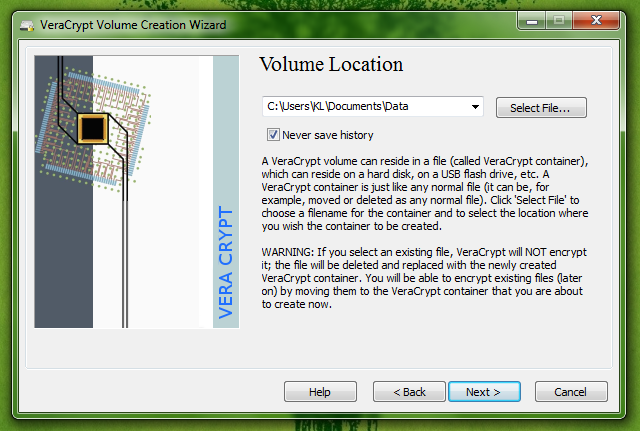 VeraCrypt Volume Creation Wizard
Volume Location
C:\Users\KL\Documents\Data
Select File...
Never save history
A VeraCrypt volume can reside in a file (called VeraCrypt container),
which can reside on a hard disk, on a USB flash drive, etc. A
VeraCrypt container is just like any normal file (it can be, for
example, moved or deleted as any normal file). Click 'Select File' to
choose a filename for the container and to select the location where
you wish the container to be created.
WARNING: If you select an existing file, VeraCrypt will NOT encrypt
it; the file will be deleted and replaced with the newly created
VeraCrypt container. You will be able to encrypt existing files (later
on) by moving them to the VeraCrypt container that you are about
to create now.
VERA CRYPT
Help
< Back
Next >
Cancel